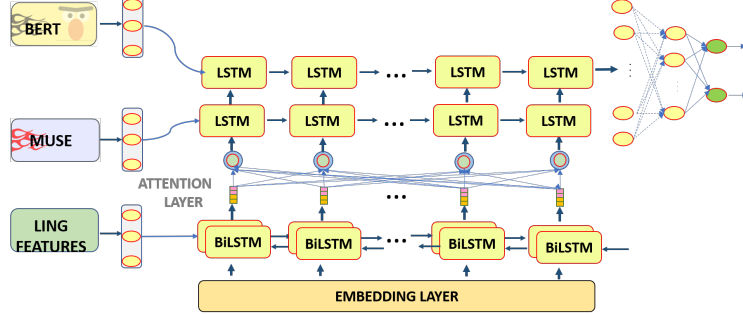 BERT
LSTM LSTM ... LSTM LSTM
MUSE
LSTM LSTM ... LSTM LSTM
ATTENTION
LAYER
...
LING
FEATURES
BiLSTM BiLSTM ... BiLSTM BiLSTM
EMBEDDING LAYER